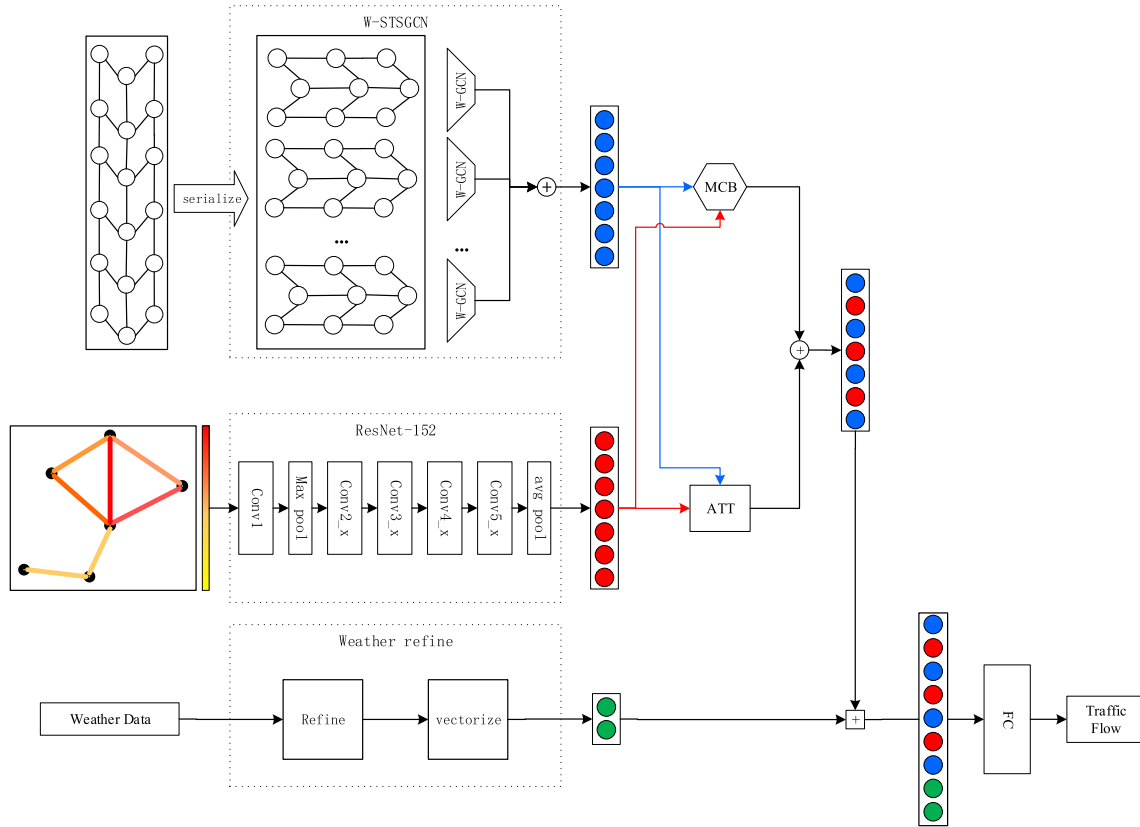 W-STSGCN
serialize
W-GCN
W-GCN
...
...
W-GCN
MCB
+
+
ResNet-152
Conv1
Max pool
Conv2_x
Conv3_x
Conv4_x
Conv5_x
avg pool
ATT
Weather refine
Weather Data
Refine
vectorize
+
FC
Traffic
Flow